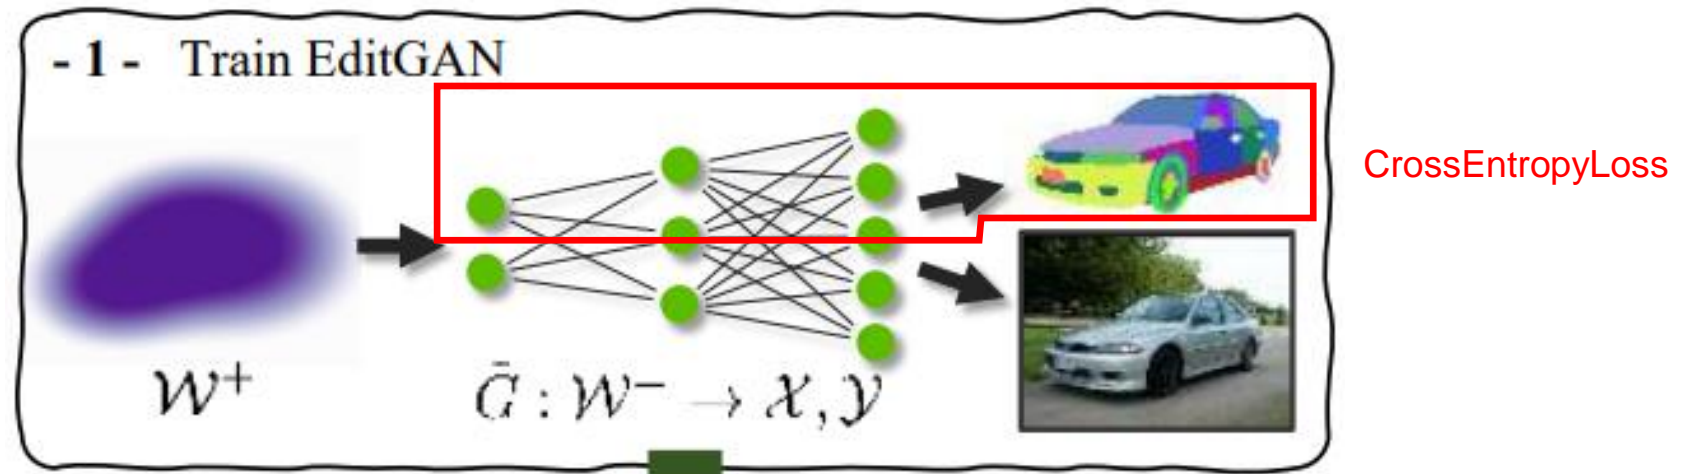 - 1 - Train EditGAN
CrossEntropyLoss
𝒲⁺
Ḡ : 𝒲⁻ → 𝒳, 𝒴